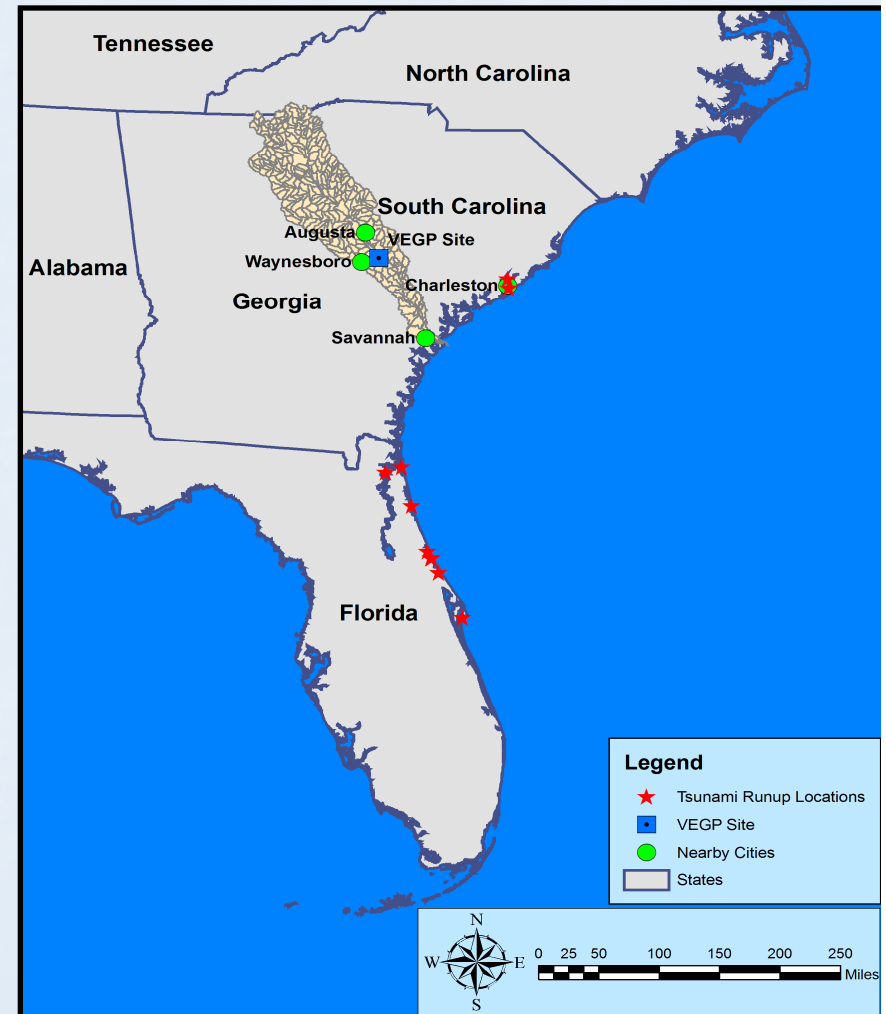 Tennessee
North Carolina
South Carolina
Augusta
VEGP Site
Waynesboro
Alabama
Charleston
Georgia
Savannah
Florida
Legend
Tsunami Runup Locations
VEGP Site
Nearby Cities
States
N
W
E
S
0 25 50 100 150 200 250
Miles